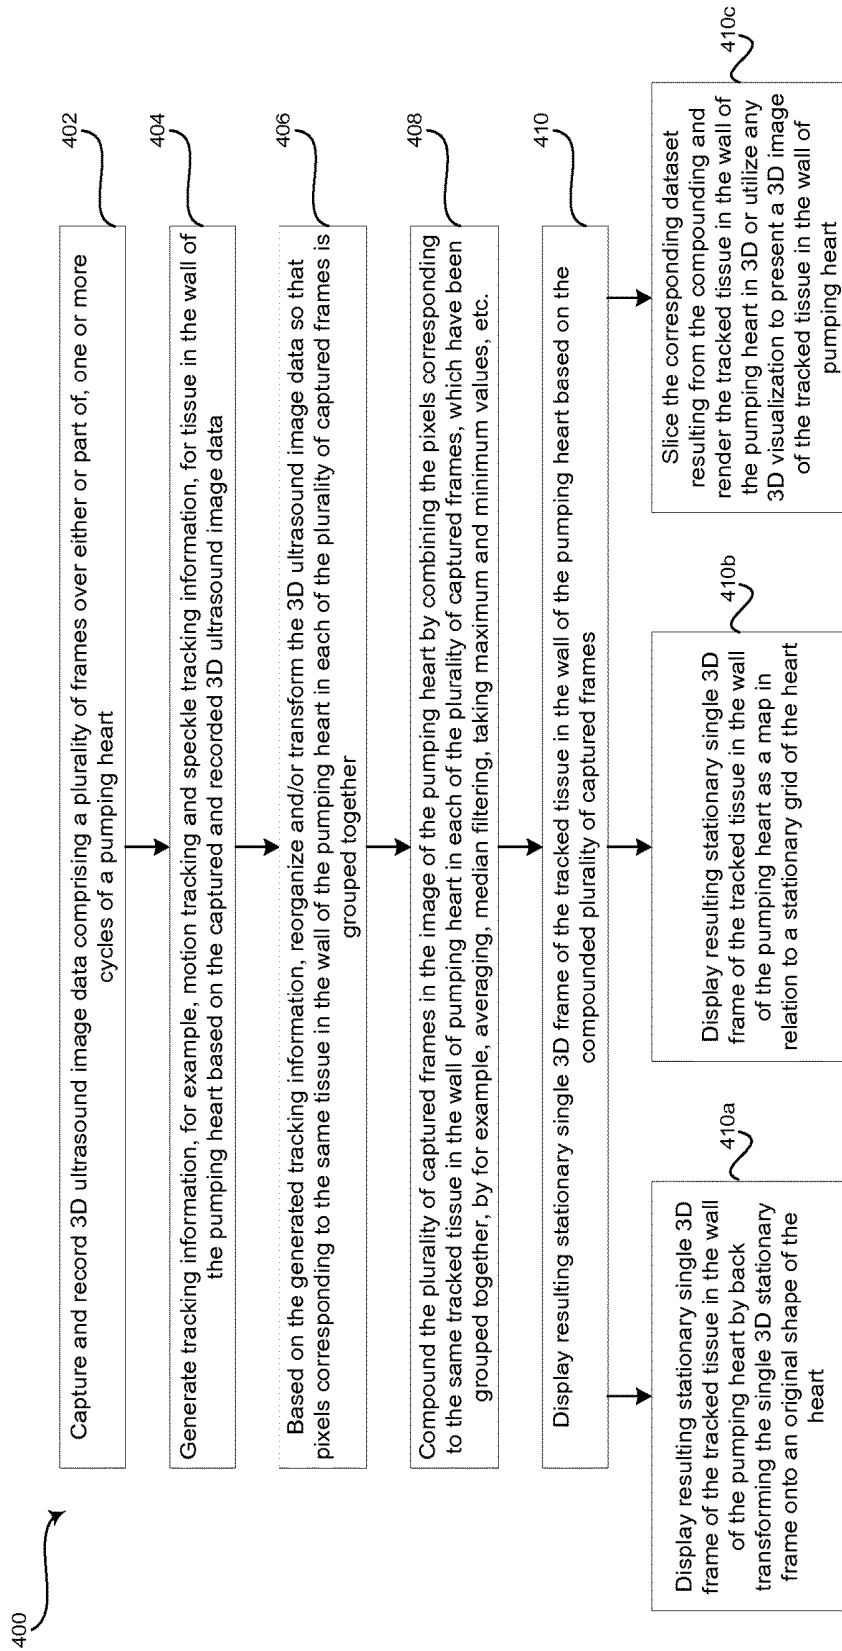 400
Capture and record 3D ultrasound image data comprising a plurality of frames over either or part of, one or more
cycles of a pumping heart
402
Generate tracking information, for example, motion tracking and speckle tracking information, for tissue in the wall of
the pumping heart based on the captured and recorded 3D ultrasound image data
404
Based on the generated tracking information, reorganize and/or transform the 3D ultrasound image data so that
pixels corresponding to the same tissue in the wall of the pumping heart in each of the plurality of captured frames is
grouped together
406
Compound the plurality of captured frames in the image of the pumping heart by combining the pixels corresponding
to the same tracked tissue in the wall of pumping heart in each of the plurality of captured frames, which have been
grouped together, by for example, averaging, median filtering, taking maximum and minimum values, etc.
408
Display resulting stationary single 3D frame of the tracked tissue in the wall of the pumping heart based on the
compounded plurality of captured frames
410
Display resulting stationary single 3D
frame of the tracked tissue in the wall
of the pumping heart by back
transforming the single 3D stationary
frame onto an original shape of the
heart
410a
Display resulting stationary single 3D
frame of the tracked tissue in the wall
of the pumping heart as a map in
relation to a stationary grid of the heart
410b
Slice the corresponding dataset
resulting from the compounding and
render the tracked tissue in the wall of
the pumping heart in 3D or utilize any
3D visualization to present a 3D image
of the tracked tissue in the wall of
pumping heart
410c